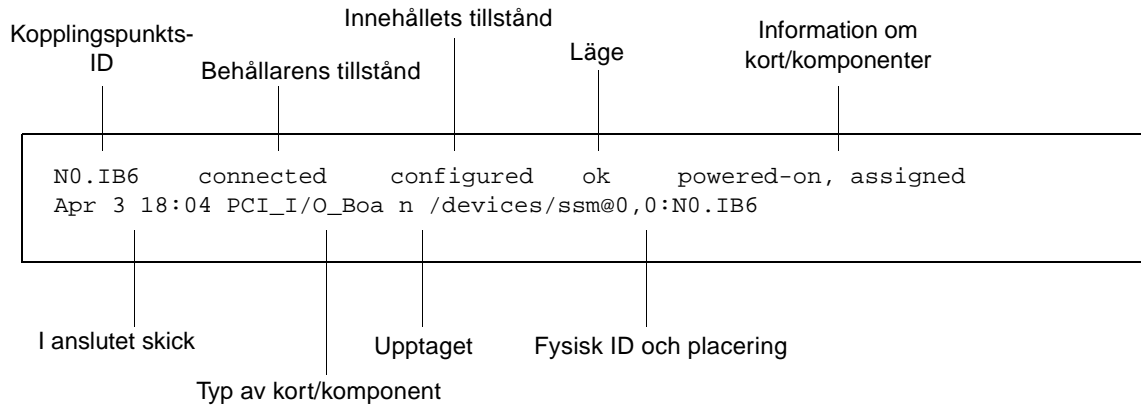 Kopplingspunkts-
ID
Behållarens tillstånd
Innehållets tillstånd
Läge
Information om
kort/komponenter
N0.IB6 connected configured ok powered-on, assigned
Apr 3 18:04 PCI_I/O_Boa n /devices/ssm@0,0:N0.IB6
I anslutet skick
Typ av kort/komponent
Upptaget
Fysisk ID och placering